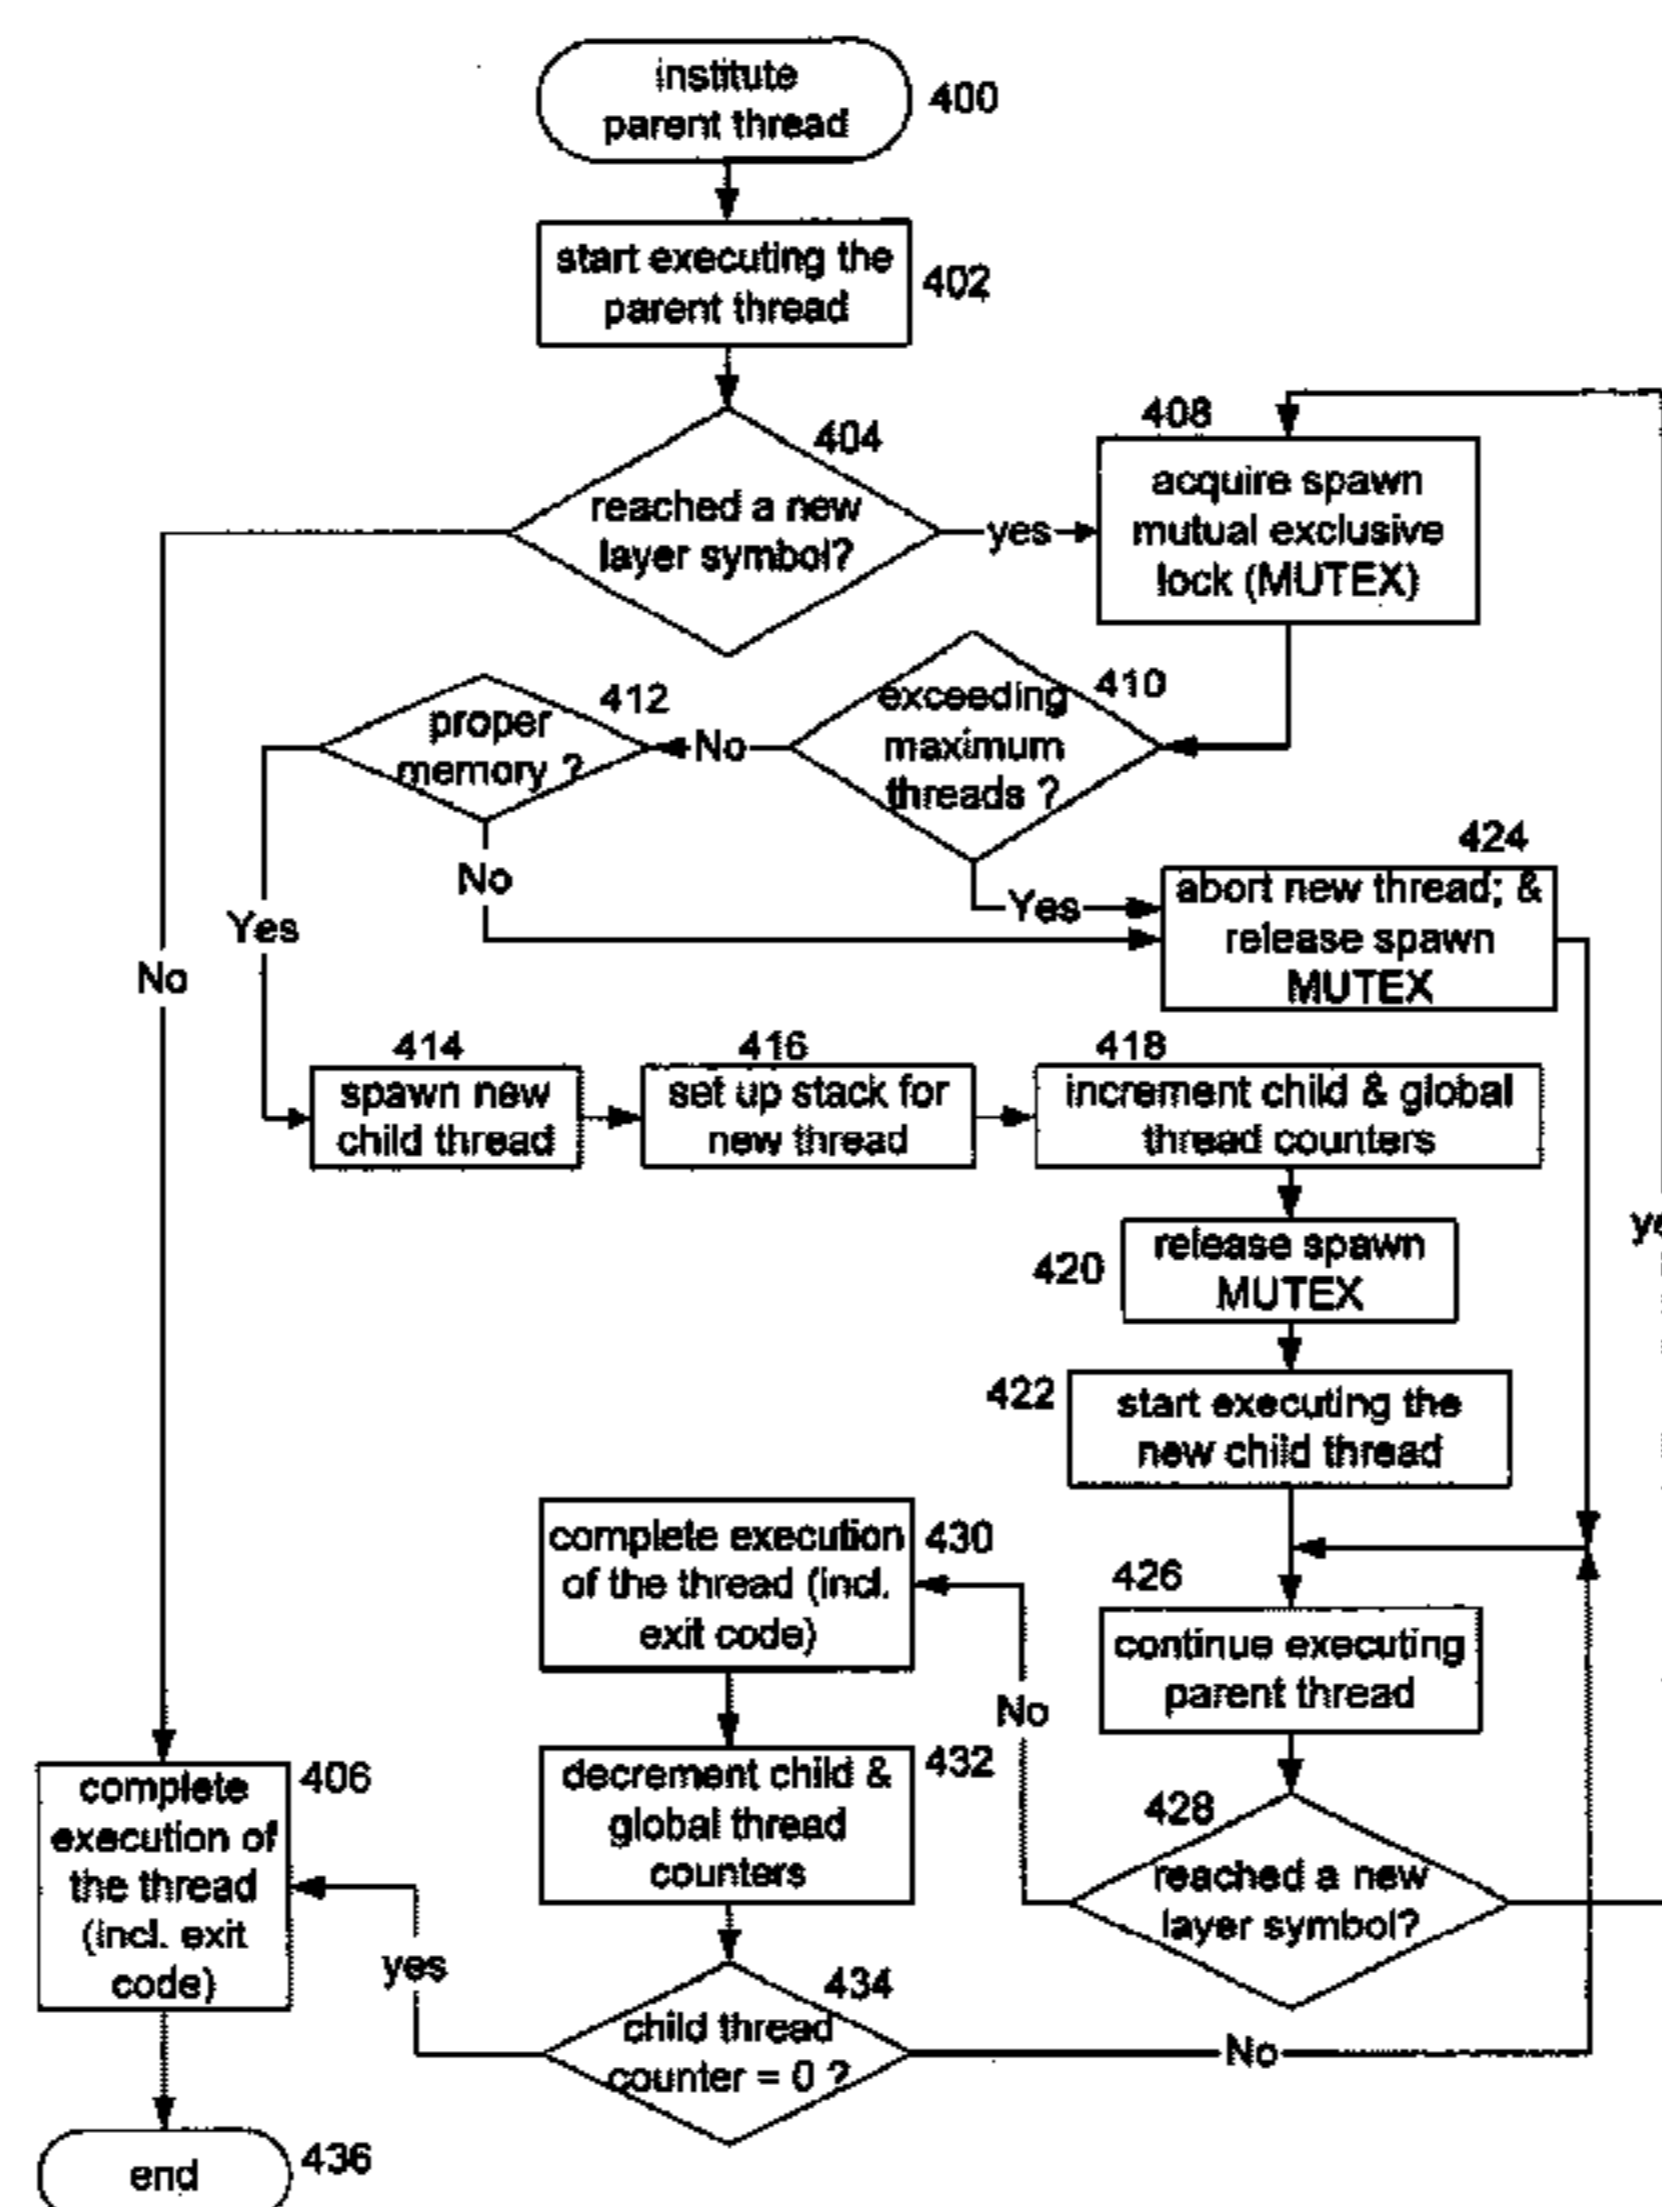 institute
parent thread
400
start executing the
parent thread
402
404
reached a new
layer symbol?
yes
408
acquire spawn
mutual exclusive
lock (MUTEX)
410
exceeding
maximum
threads ?
No
412
proper
memory ?
No
Yes
424
abort new thread; &
release spawn
MUTEX
Yes
No
414
spawn new
child thread
416
set up stack for
new thread
418
increment child & global
thread counters
420
release spawn
MUTEX
422
start executing the
new child thread
426
continue executing
parent thread
428
reached a new
layer symbol?
No
430
complete execution
of the thread (incl.
exit code)
432
decrement child &
global thread
counters
434
child thread
counter = 0 ?
yes
No
406
complete
execution of
the thread
(incl. exit
code)
436
end